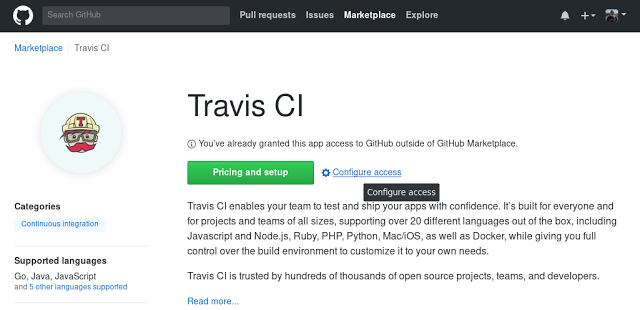 Search GitHub
Pull requests Issues Marketplace Explore
Marketplace / Travis CI
T
Travis CI
You've already granted this app access to GitHub outside of GitHub Marketplace.
Pricing and setup
Configure access
Configure access
Categories
Continuous integration
Supported languages
Go, Java, JavaScript
and 5 other languages supported
Travis CI enables your team to test and ship your apps with confidence. It's built for everyone and
for projects and teams of all sizes, supporting over 20 different languages out of the box, including
Javascript and Node.js, Ruby, PHP, Python, Mac/iOS, as well as Docker, while giving you full
control over the build environment to customize it to your own needs.
Travis CI is trusted by hundreds of thousands of open source projects, teams, and developers.
Read more...